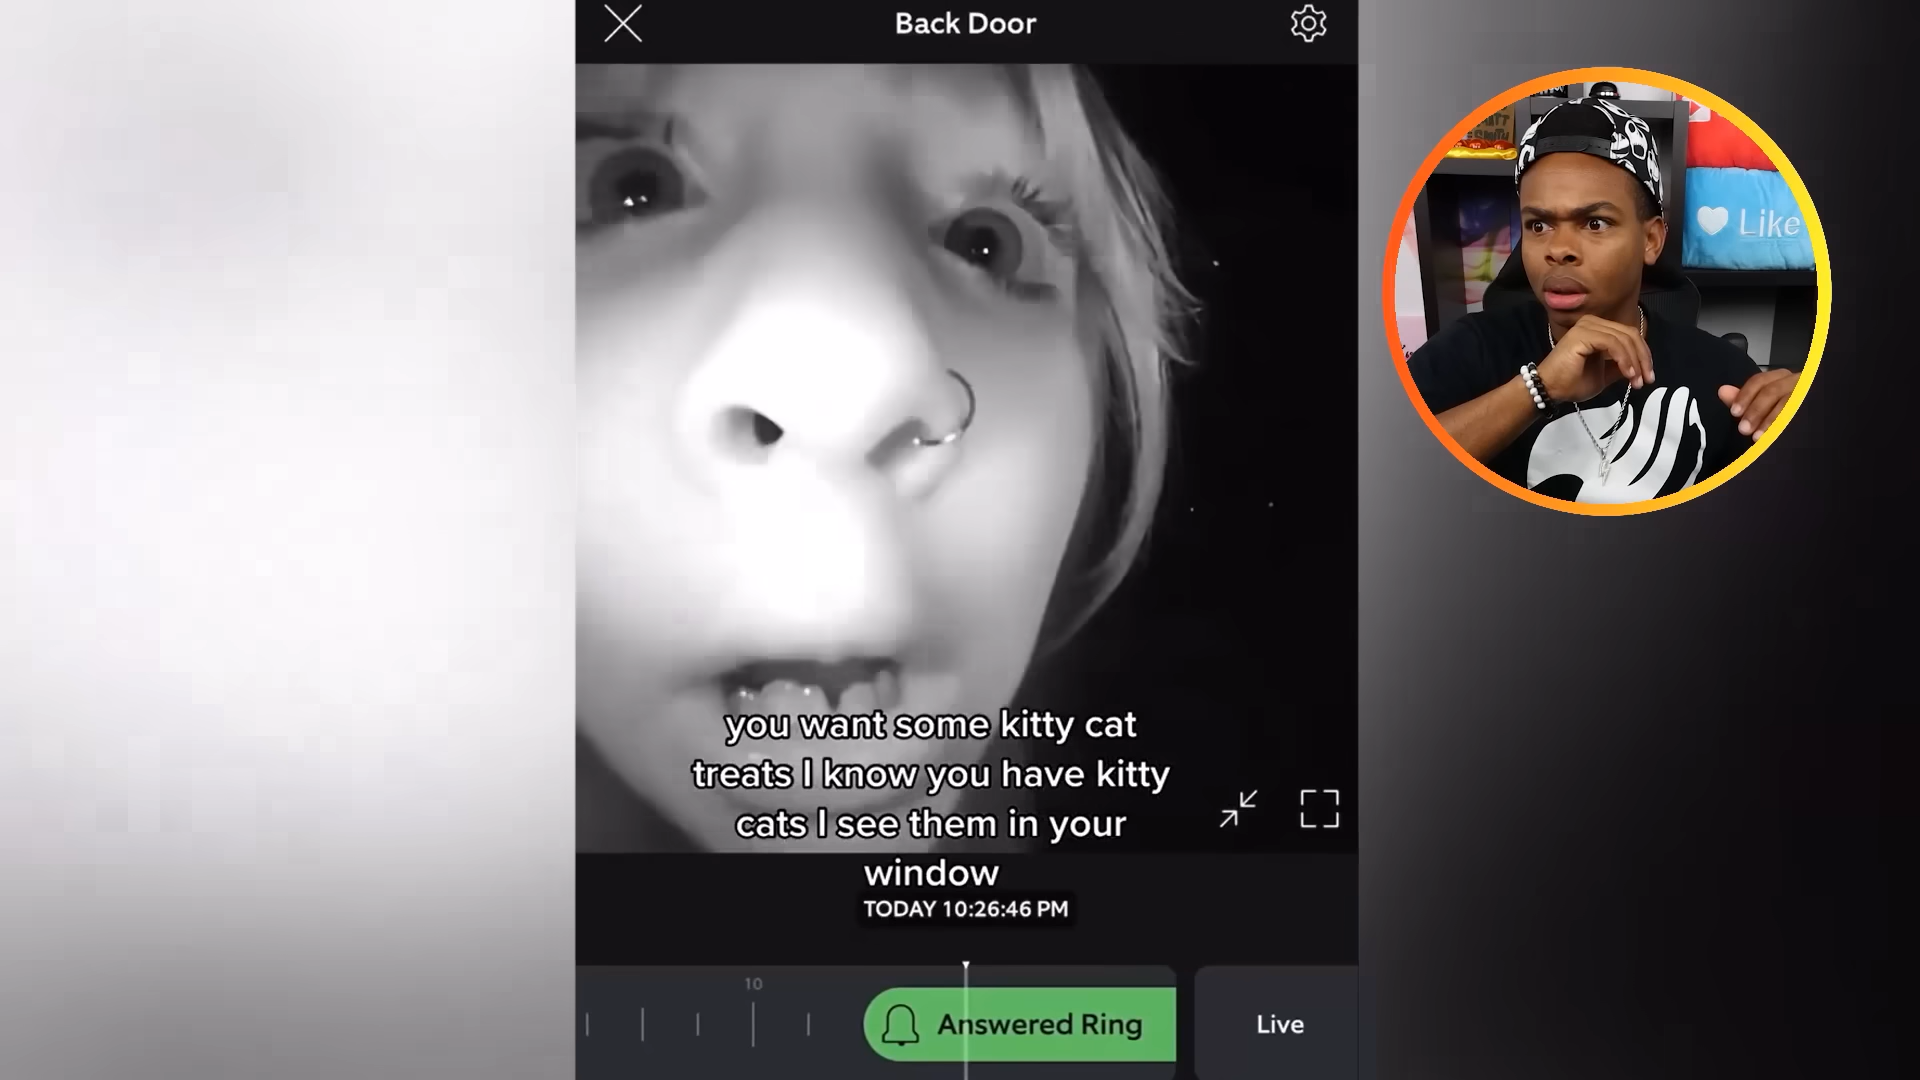 Back Door
Like
you want some kitty cat
treats I know you have kitty
cats I see them in your
window
TODAY 10:26:46 PM
10
Answered Ring
Live